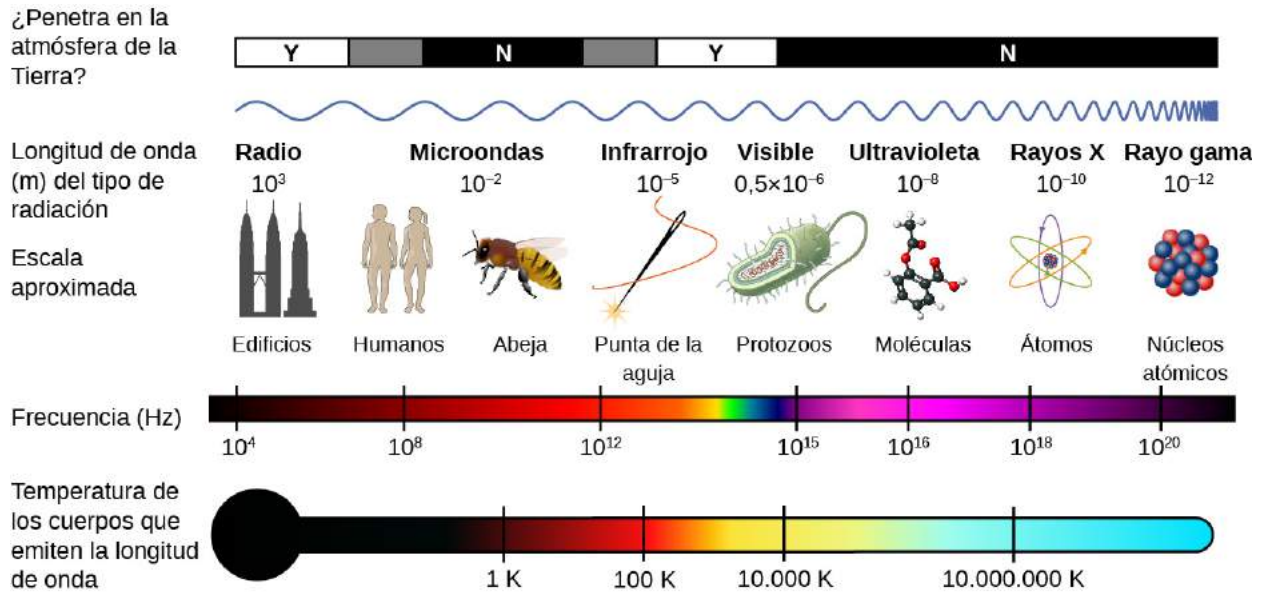 ¿Penetra en la
atmósfera de la
Tierra?
Y N Y N
Longitud de onda
(m) del tipo de
radiación
Radio Microondas Infrarrojo Visible Ultravioleta Rayos X Rayo gama
10³ 10⁻² 10⁻⁵ 0,5×10⁻⁶ 10⁻⁸ 10⁻¹⁰ 10⁻¹²
Escala
aproximada
Edificios Humanos Abeja Punta de la aguja Protozoos Moléculas Átomos Núcleos atómicos
Frecuencia (Hz)
10⁴ 10⁸ 10¹² 10¹⁵ 10¹⁶ 10¹⁸ 10²⁰
Temperatura de
los cuerpos que
emiten la longitud
de onda
1 K 100 K 10.000 K 10.000.000 K